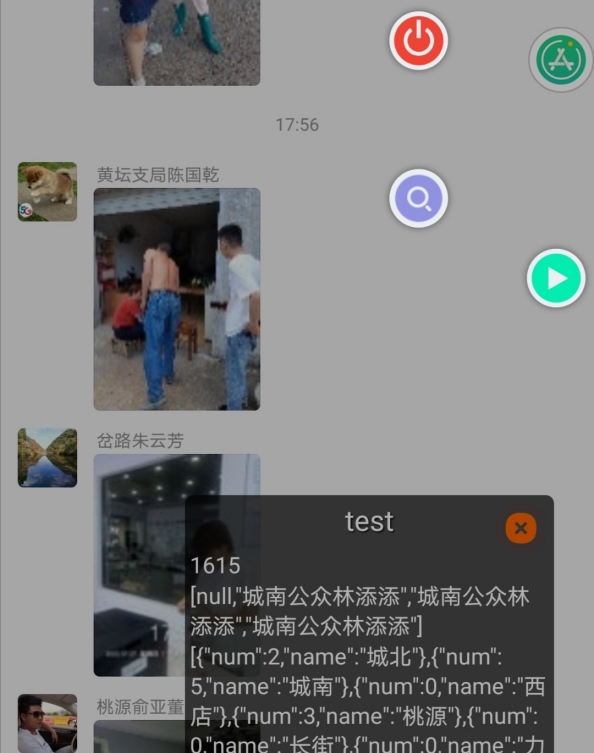 17:56
黄坛支局陈国乾
5G
岔路朱云芳
test
1615
[null,"城南公众林添添","城南公众林
添添","城南公众林添添"]
[{"num":2,"name":"城北"},{"num":
5,"name":"城南"},{"num":0,"name":"西
店"},{"num":3,"name":"桃源"},{"num":
桃源俞亚董
0,"name":"长街"},{"num":0,"name":"力